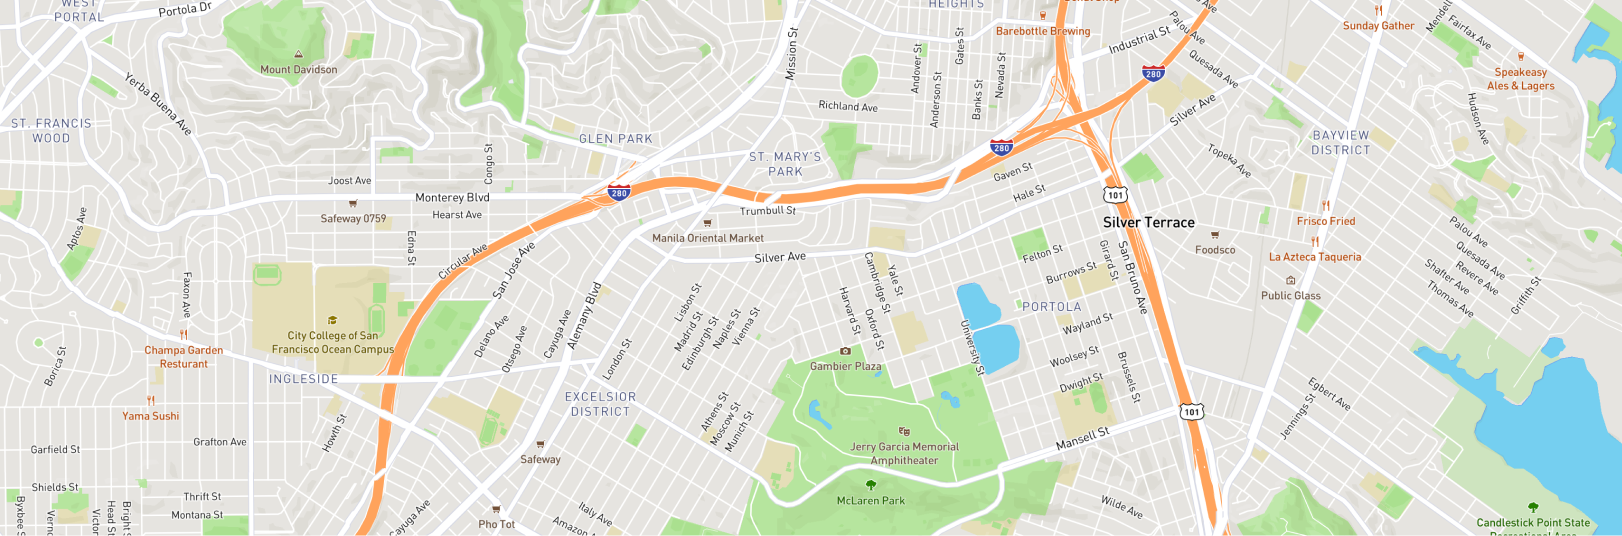 WEST
PORTAL
Portola Dr
HEIGHTS
Barebottle Brewing
Industrial St
Palou Ave
Quesada Ave
Sunday Gather
Fairfax Ave
Speakeasy
Ales & Lagers
Mount Davidson
Yerba Buena Ave
Mission St
Andover St
Gates St
Anderson St
Banks St
Nevada St
280
Silver Ave
Hudson Ave
Richland Ave
ST. FRANCIS
WOOD
GLEN PARK
Congo St
ST. MARY'S
PARK
280
BAYVIEW
DISTRICT
Topeka Ave
Joost Ave
Monterey Blvd
280
Gaven St
Hale St
101
Safeway 0759
Hearst Ave
Trumbull St
Silver Terrace
Frisco Fried
Aptos Ave
Edna St
Circular Ave
San Jose Ave
Manila Oriental Market
Silver Ave
Felton St
Girard St
San Bruno Ave
Foodsco
La Azteca Taqueria
Palou Ave
Quesada Ave
Revere Ave
Shafter Ave
Thomas Ave
Griffith St
Faxon Ave
Cambridge St
Yale St
Burrows St
Public Glass
PORTOLA
Alemany Blvd
Lisbon St
Madrid St
Edinburgh St
Naples St
Vienna St
Harvard St
Oxford St
University St
Wayland St
City College of San
Francisco Ocean Campus
Delano Ave
Otsego Ave
Cayuga Ave
London St
Champa Garden
Resturant
Borica St
Woolsey St
Brussels St
Gambier Plaza
INGLESIDE
Dwight St
Egbert Ave
Jennings St
EXCELSIOR
DISTRICT
Athens St
Moscow St
Munich St
Yama Sushi
Howth St
101
Mansell St
Grafton Ave
Garfield St
Jerry Garcia Memorial
Amphitheater
Safeway
Shields St
Thrift St
Montana St
McLaren Park
Wilde Ave
Byxbee S
Vern
Victor
Head St
Bright S
Cayuga Ave
Pho Tot
Italy Ave
Amazon
Candlestick Point State
Recreational Area